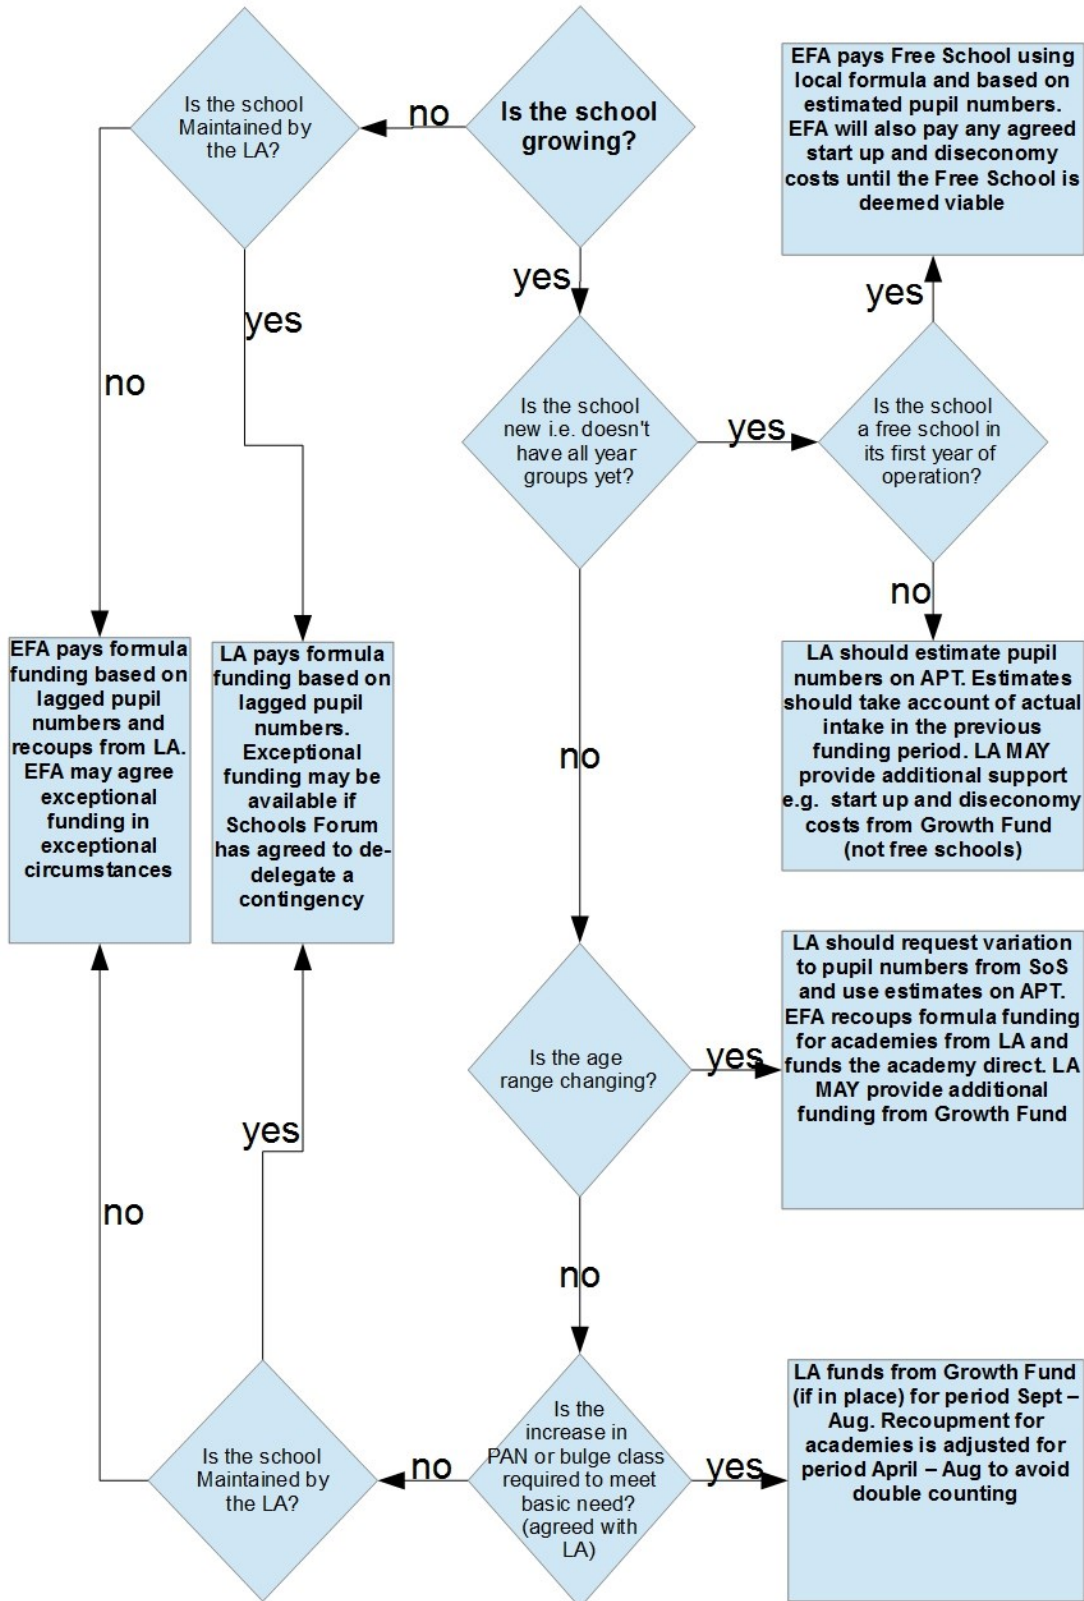 Is the school
Maintained by
the LA?
no
Is the school
growing?
EFA pays Free School using
local formula and based on
estimated pupil numbers.
EFA will also pay any agreed
start up and diseconomy
costs until the Free School is
deemed viable
yes
yes
yes
no
Is the school
new i.e. doesn't
have all year
groups yet?
yes
Is the school
a free school in
its first year of
operation?
no
EFA pays formula
funding based on
lagged pupil
numbers and
recoups from LA.
EFA may agree
exceptional
funding in
exceptional
circumstances
LA pays formula
funding based on
lagged pupil
numbers.
Exceptional
funding may be
available if
Schools Forum
has agreed to de-
delegate a
contingency
no
LA should estimate pupil
numbers on APT. Estimates
should take account of actual
intake in the previous
funding period. LA MAY
provide additional support
e.g.  start up and diseconomy
costs from Growth Fund
(not free schools)
Is the age
range changing?
yes
LA should request variation
to pupil numbers from SoS
and use estimates on APT.
EFA recoups formula funding
for academies from LA and
funds the academy direct. LA
MAY provide additional
funding from Growth Fund
yes
no
no
Is the school
Maintained by
the LA?
no
Is the
increase in
PAN or bulge class
required to meet
basic need?
(agreed with
LA)
yes
LA funds from Growth Fund
(if in place) for period Sept –
Aug. Recoupment for
academies is adjusted for
period April – Aug to avoid
double counting